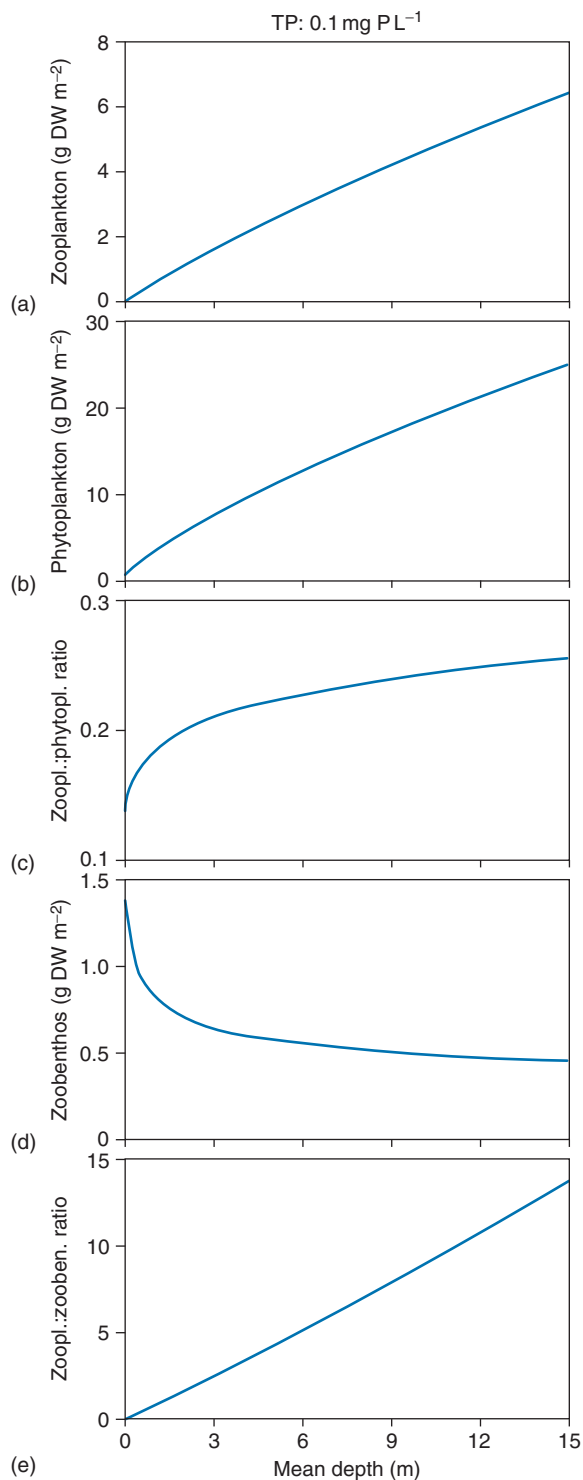 TP: 0.1 mg P L⁻¹
8
6
4
2
0
Zooplankton (g DW m⁻²)
(a)
30
20
10
0
Phytoplankton (g DW m⁻²)
(b)
0.3
0.2
0.1
Zoopl.:phytopl. ratio
(c)
1.5
1.0
0.5
0
Zoobenthos (g DW m⁻²)
(d)
15
10
5
0
Zoopl.:zooben. ratio
(e)
0 3 6 9 12 15
Mean depth (m)